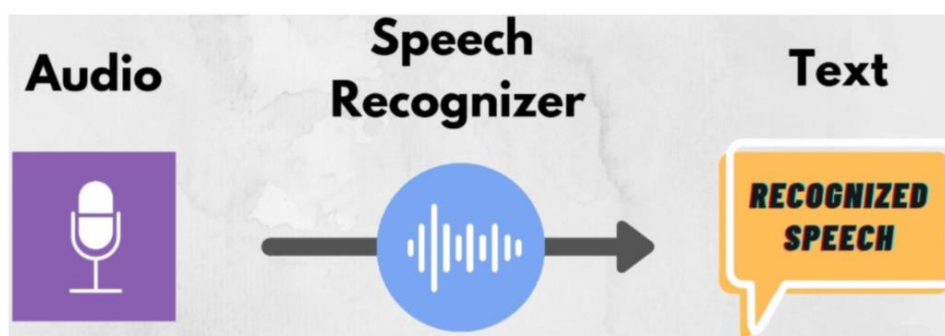 Audio
Speech
Recognizer
Text
RECOGNIZED
SPEECH